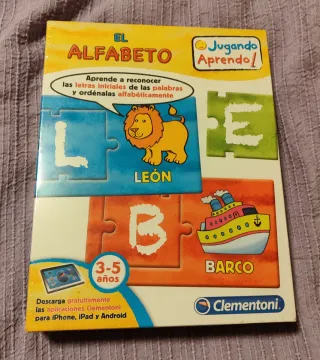 EL
ALFABETO
Jugando
Aprendo!
Aprende a reconocer
las letras iniciales de las palabras
y ordénalas alfabéticamente
L
E
LEÓN
B
BARCO
3-5
años
Descarga gratuitamente
las aplicaciones Clementoni
para iPhone, iPad y Android
Clementoni